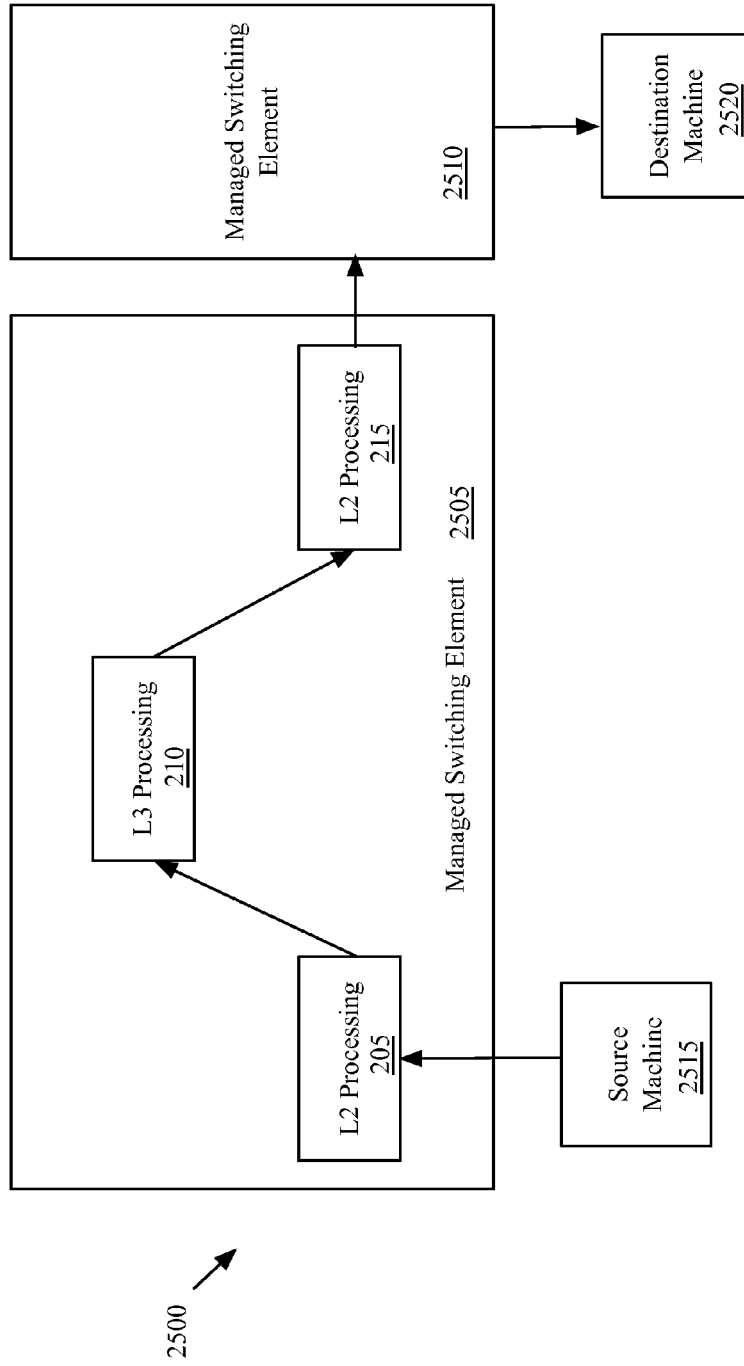 2500
L2 Processing
205
L3 Processing
210
L2 Processing
215
Managed Switching Element
2505
Managed Switching
Element
2510
Source
Machine
2515
Destination
Machine
2520